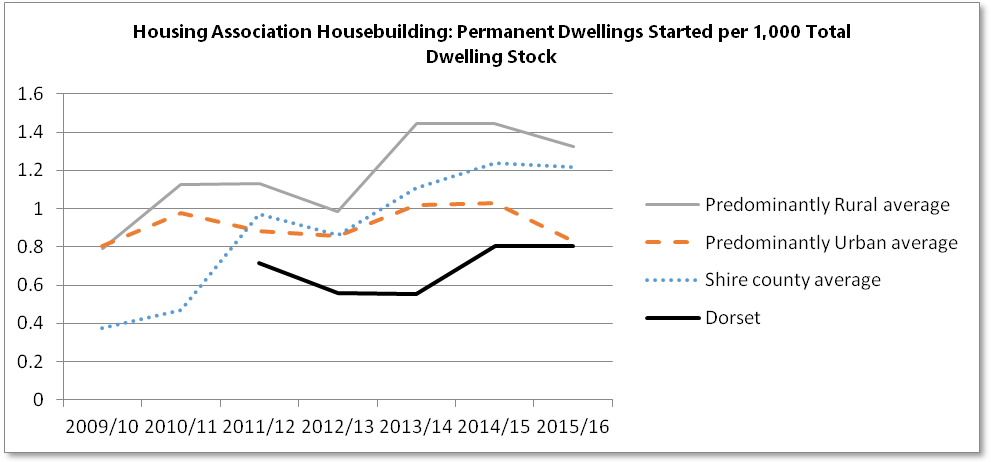 Housing Association Housebuilding: Permanent Dwellings Started per 1,000 Total
Dwelling Stock
1.6
1.4
1.2
1
0.8
0.6
0.4
0.2
0
2009/10 2010/11 2011/12 2012/13 2013/14 2014/15 2015/16
Predominantly Rural average
Predominantly Urban average
Shire county average
Dorset